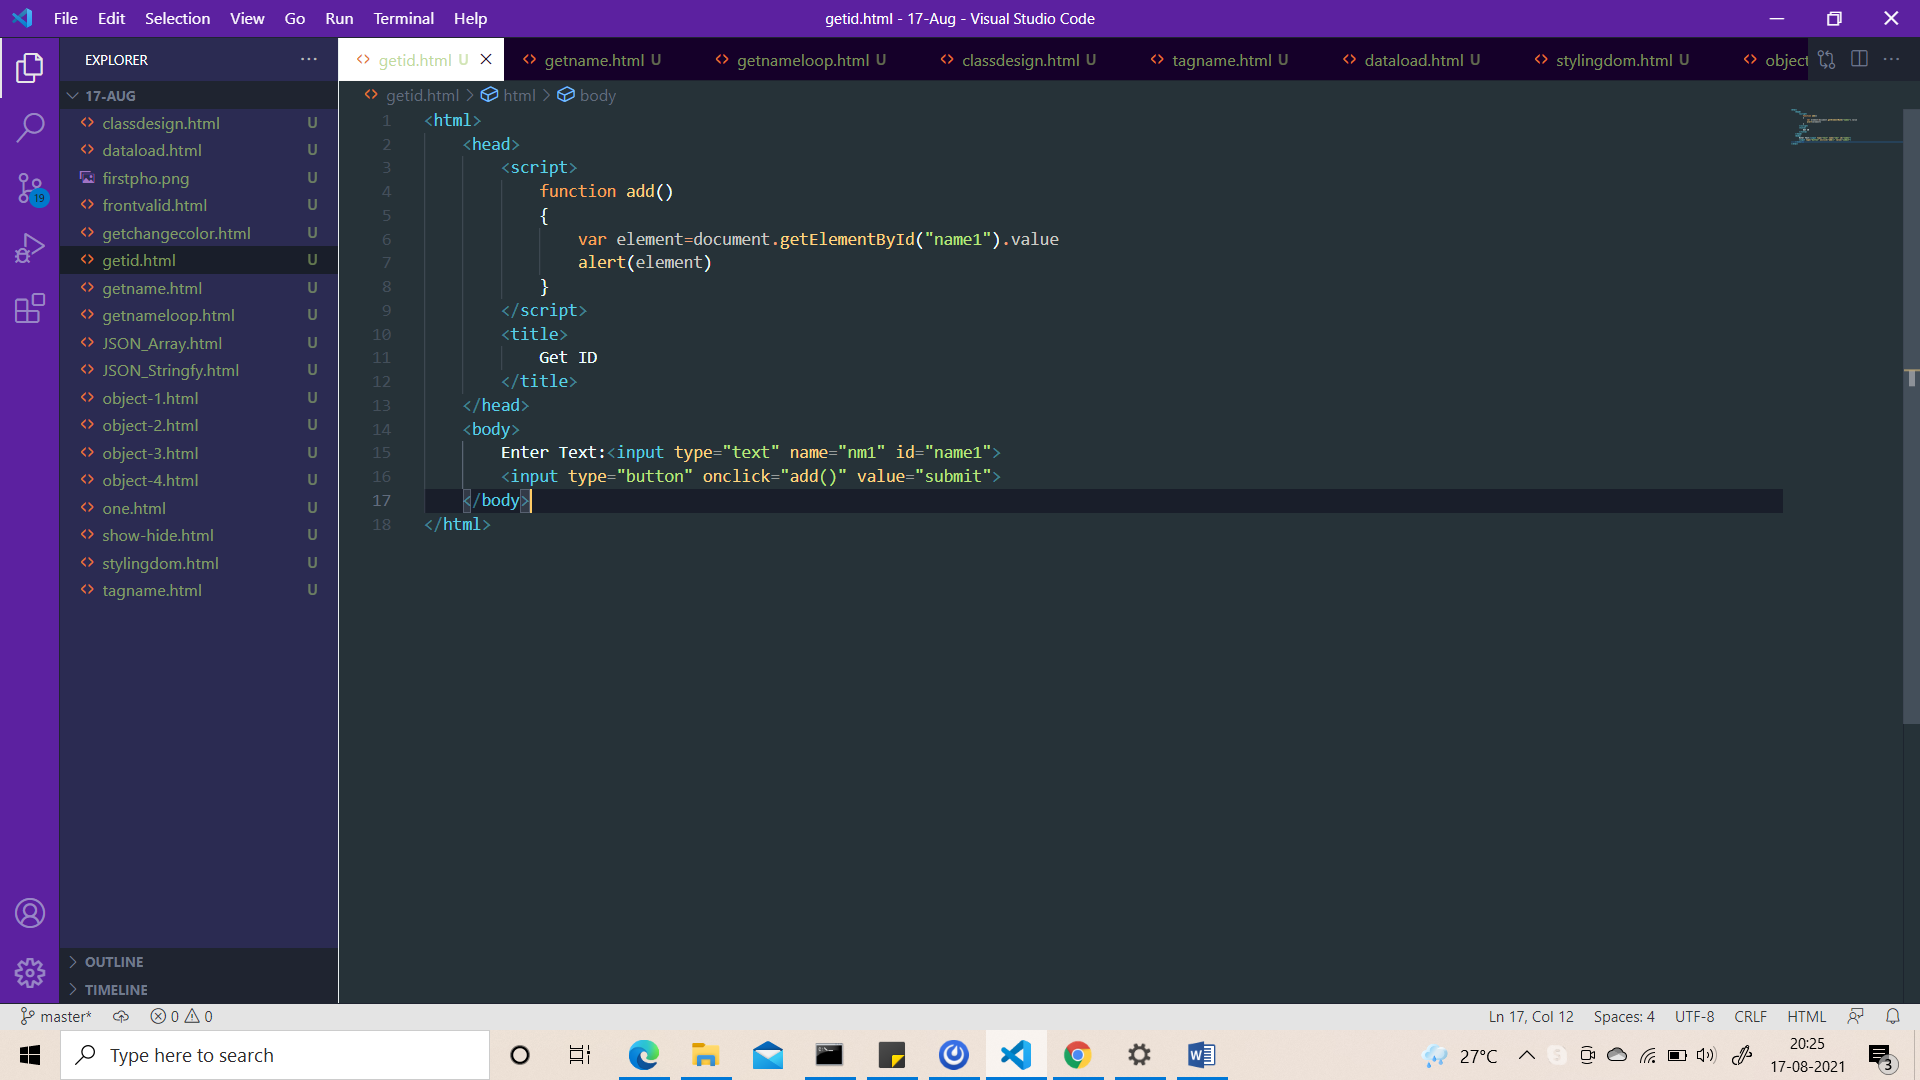 File Edit Selection View Go Run Terminal Help
getid.html - 17-Aug - Visual Studio Code
EXPLORER
getid.html U
getname.html U
getnameloop.html U
classdesign.html U
tagname.html U
dataload.html U
stylingdom.html U
object
17-AUG
classdesign.html U
dataload.html U
firstpho.png U
frontvalid.html U
getchangecolor.html U
getid.html U
getname.html U
getnameloop.html U
JSON_Array.html U
JSON_Stringfy.html U
object-1.html U
object-2.html U
object-3.html U
object-4.html U
one.html U
show-hide.html U
stylingdom.html U
tagname.html U
19
OUTLINE
TIMELINE
getid.html > html > body
1 <html>
2 <head>
3 <script>
4 function add()
5 {
6 var element=document.getElementById("name1").value
7 alert(element)
8 }
9 </script>
10 <title>
11 Get ID
12 </title>
13 </head>
14 <body>
15 Enter Text:<input type="text" name="nm1" id="name1">
16 <input type="button" onclick="add()" value="submit">
17 </body>
18 </html>
master* 0 0
Ln 17, Col 12 Spaces: 4 UTF-8 CRLF HTML
Type here to search
27°C
20:25
17-08-2021
3